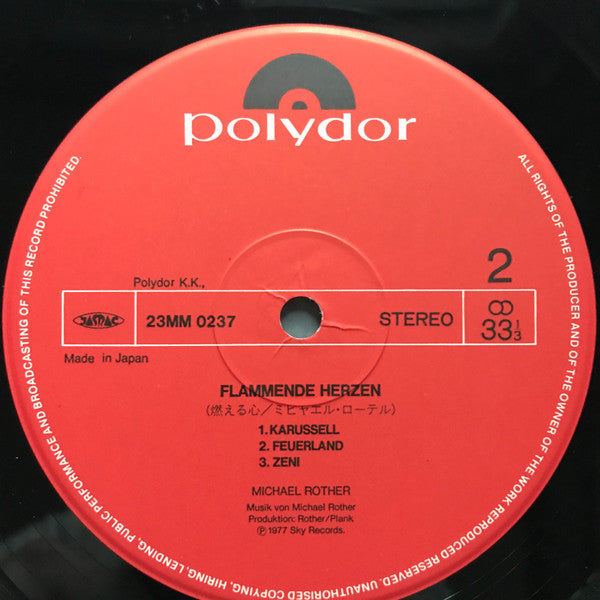 polydor
ALL RIGHTS OF THE PRODUCER AND OF THE OWNER OF THE WORK REPRODUCED RESERVED. UNAUTHORISED COPYING, HIRING, LENDING, PUBLIC PERFORMANCE AND BROADCASTING OF THIS RECORD PROHIBITED.
2
Polydor K.K.,
JASRAC
23MM 0237
STEREO
33 1/3
Made in Japan
FLAMMENDE HERZEN
(燃える心/ミヒャエル・ローテル)
1. KARUSSELL
2. FEUERLAND
3. ZENI
MICHAEL ROTHER
Musik von Michael Rother
Produktion: Rother/Plank
℗ 1977 Sky Records.